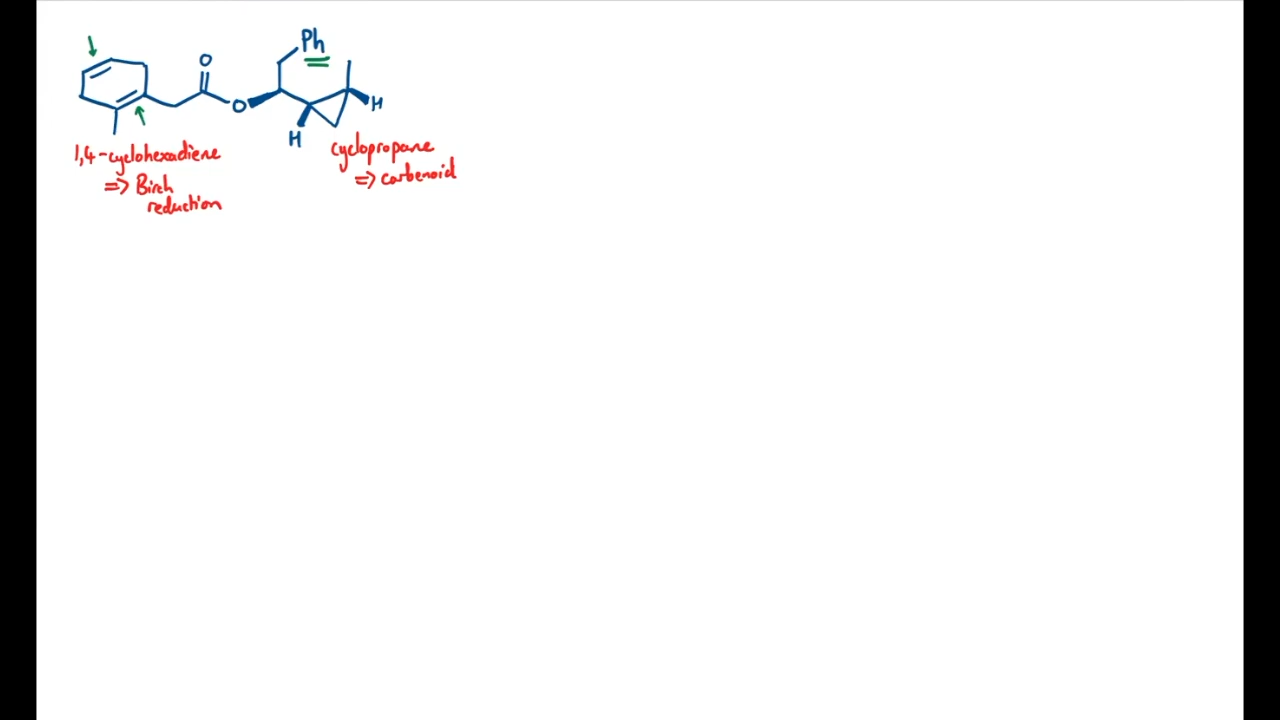 Ph
O
O
H
H
1,4-cyclohexadiene
=> Birch
reduction
cyclopropane
=> carbenoid